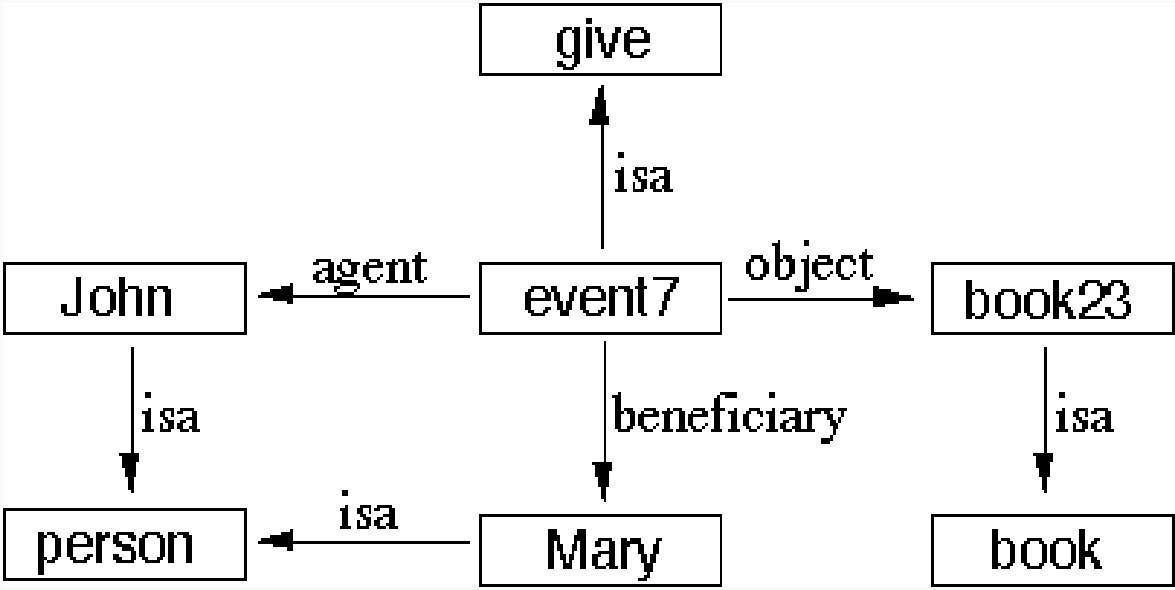 give
isa
agent
object
John
event7
book23
isa
beneficiary
isa
isa
person
Mary
book